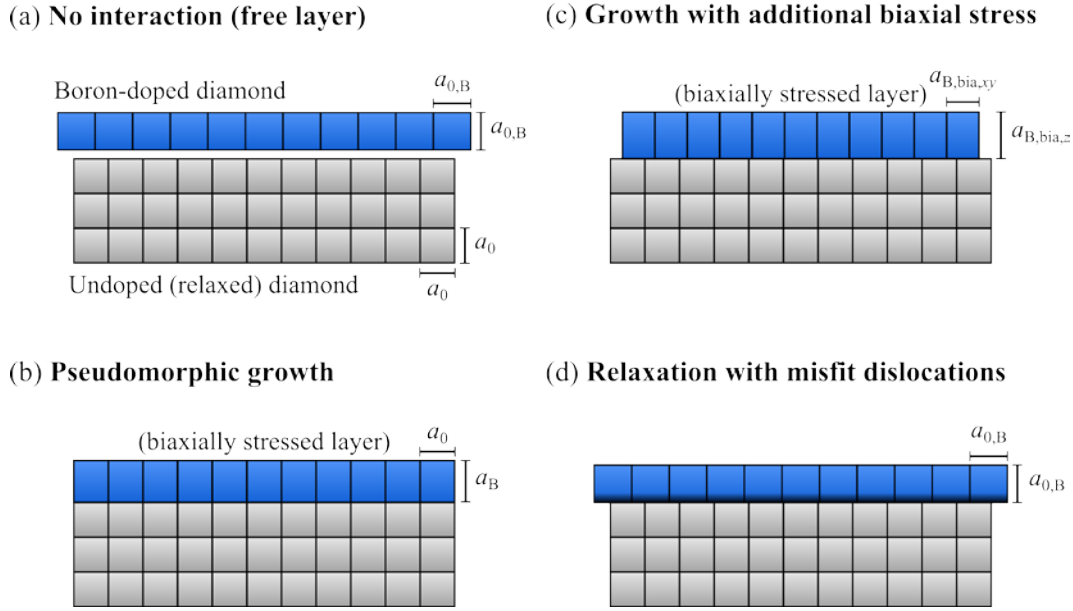 (a) No interaction (free layer)
Boron-doped diamond
a0,B
a0,B
a0
Undoped (relaxed) diamond
a0
(b) Pseudomorphic growth
(biaxially stressed layer)
a0
aB
(c) Growth with additional biaxial stress
(biaxially stressed layer)
aB,bia,xy
aB,bia,z
(d) Relaxation with misfit dislocations
a0,B
a0,B